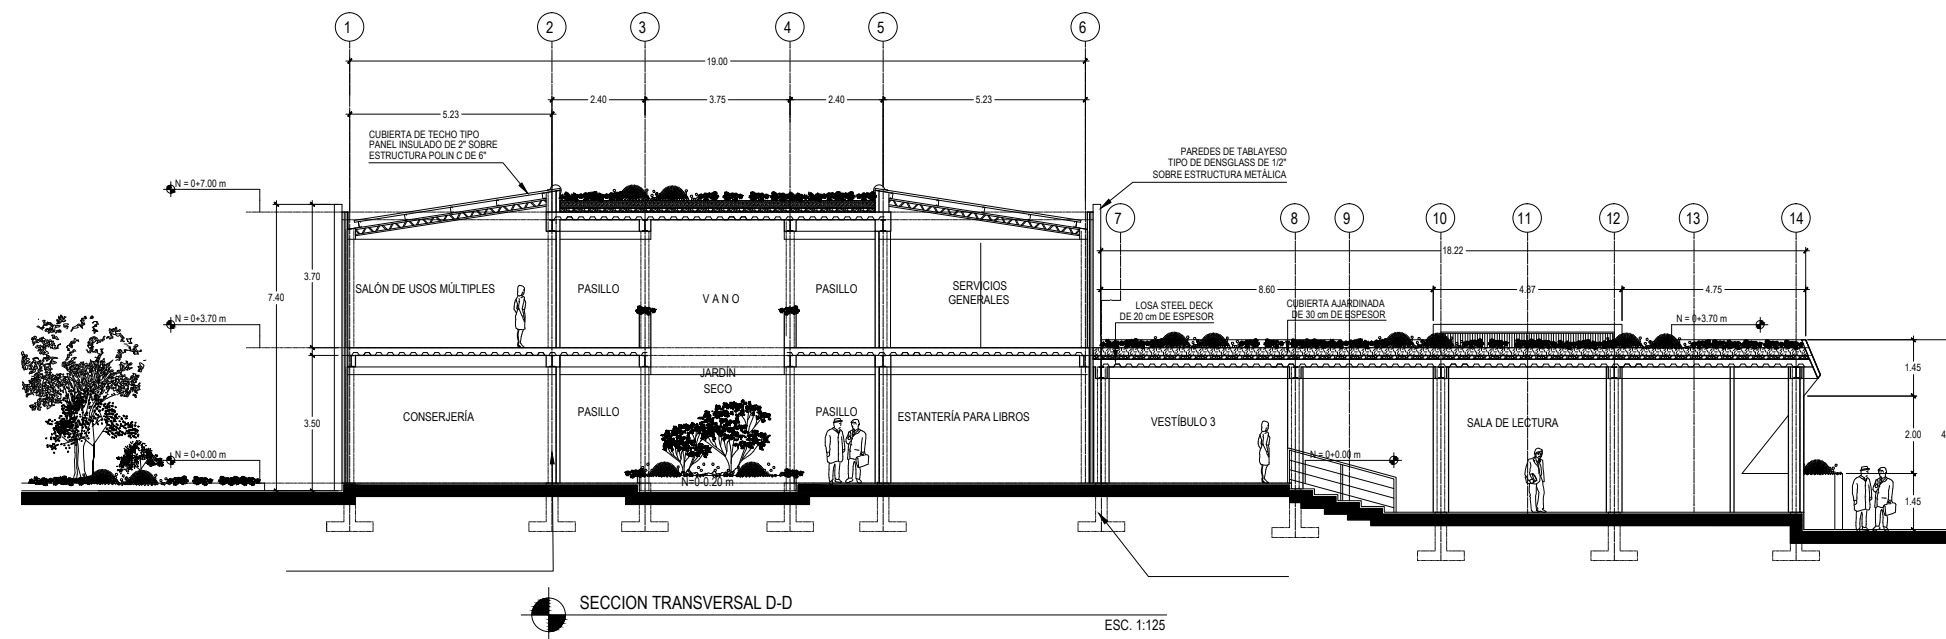 1 2 3 4 5 6
19.00
2.40 3.75 2.40 5.23
5.23
CUBIERTA DE TECHO TIPO
PANEL INSULADO DE 2" SOBRE
ESTRUCTURA POLIN C DE 6"
PAREDES DE TABLAYESO
TIPO DE DENSGLASS DE 1/2"
SOBRE ESTRUCTURA METÁLICA
N = 0+7.00 m
7 8 9 10 11 12 13 14
18.22
3.70
7.40
SALÓN DE USOS MÚLTIPLES
PASILLO
V A N O
PASILLO
SERVICIOS
GENERALES
8.60 4.87 4.75
LOSA STEEL DECK
DE 20 cm DE ESPESOR
CUBIERTA AJARDINADA
DE 30 cm DE ESPESOR
N = 0+3.70 m
N = 0+3.70 m
JARDÍN
SECO
1.45
3.50
CONSERJERÍA
PASILLO
PASILLO
ESTANTERÍA PARA LIBROS
VESTÍBULO 3
SALA DE LECTURA
2.00
4
N = 0+0.00 m
N = 0+0.00 m
N=0-0.20 m
1.45
SECCION TRANSVERSAL D-D
ESC. 1:125